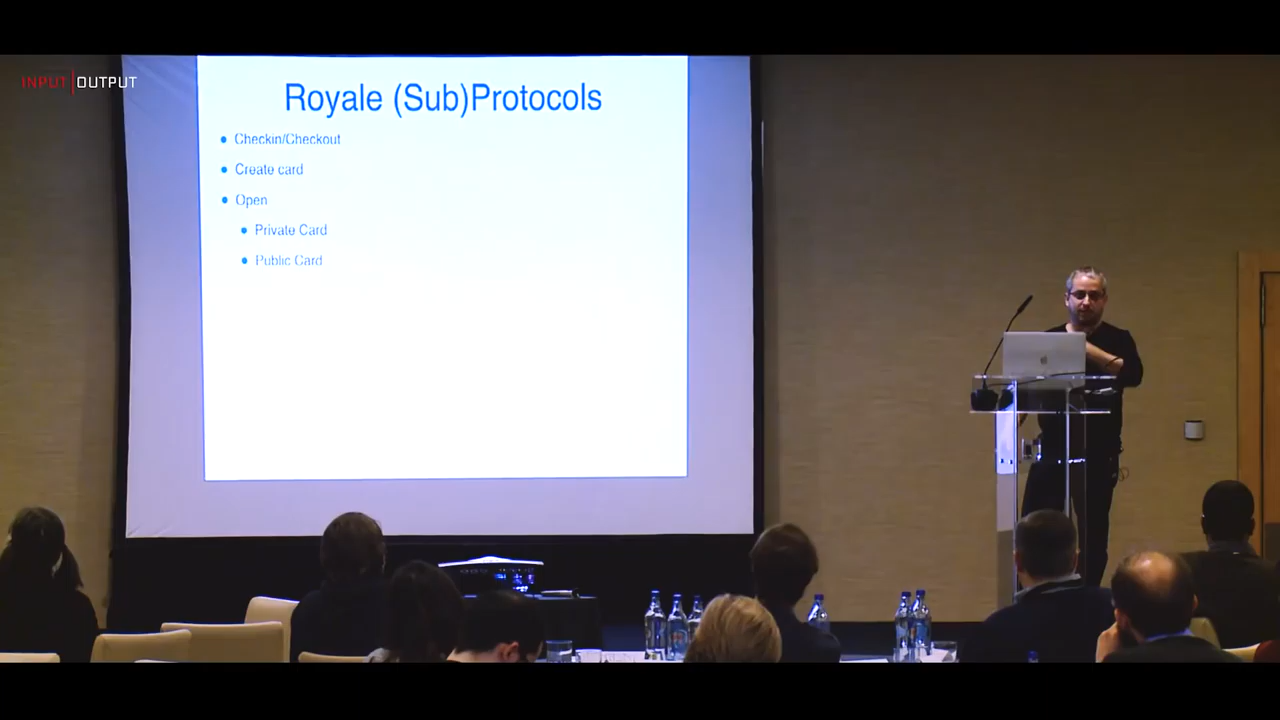 INPUT|OUTPUT
Royale (Sub)Protocols
Checkin/Checkout
Create card
Open
Private Card
Public Card